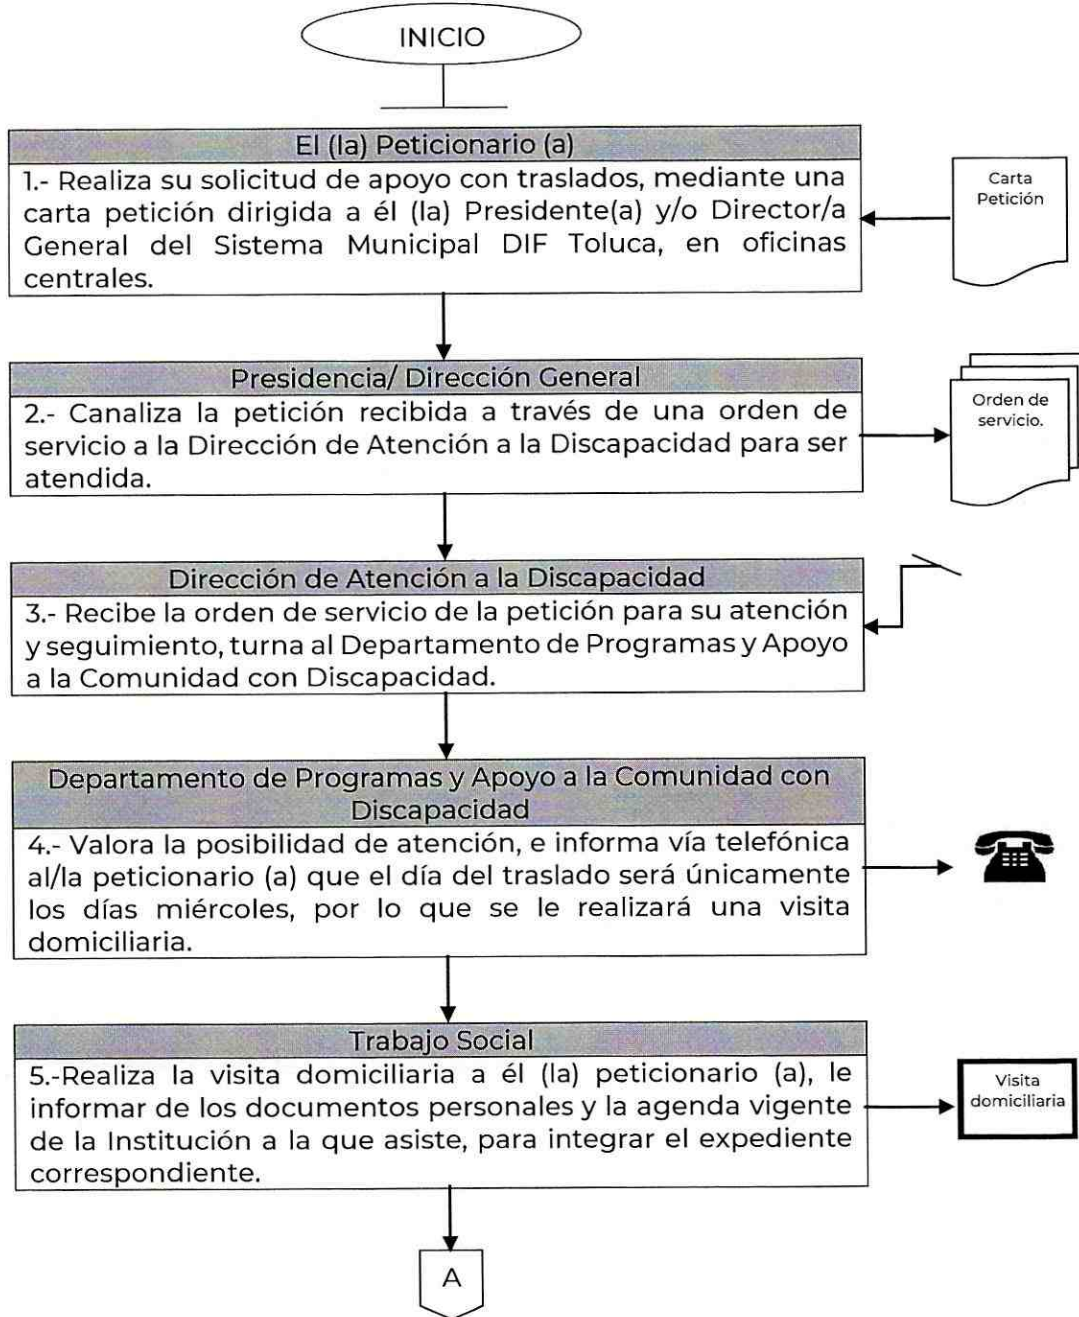 INICIO
El (la) Peticionario (a)
1.- Realiza su solicitud de apoyo con traslados, mediante una
carta petición dirigida a él (la) Presidente(a) y/o Director/a
General del Sistema Municipal DIF Toluca, en oficinas
centrales.
Carta
Petición
Presidencia/ Dirección General
2.- Canaliza la petición recibida a través de una orden de
servicio a la Dirección de Atención a la Discapacidad para ser
atendida.
Orden de
servicio.
Dirección de Atención a la Discapacidad
3.- Recibe la orden de servicio de la petición para su atención
y seguimiento, turna al Departamento de Programas y Apoyo
a la Comunidad con Discapacidad.
Departamento de Programas y Apoyo a la Comunidad con
Discapacidad
4.- Valora la posibilidad de atención, e informa vía telefónica
al/la peticionario (a) que el día del traslado será únicamente
los días miércoles, por lo que se le realizará una visita
domiciliaria.
Trabajo Social
5.-Realiza la visita domiciliaria a él (la) peticionario (a), le
informar de los documentos personales y la agenda vigente
de la Institución a la que asiste, para integrar el expediente
correspondiente.
Visita
domiciliaria
A